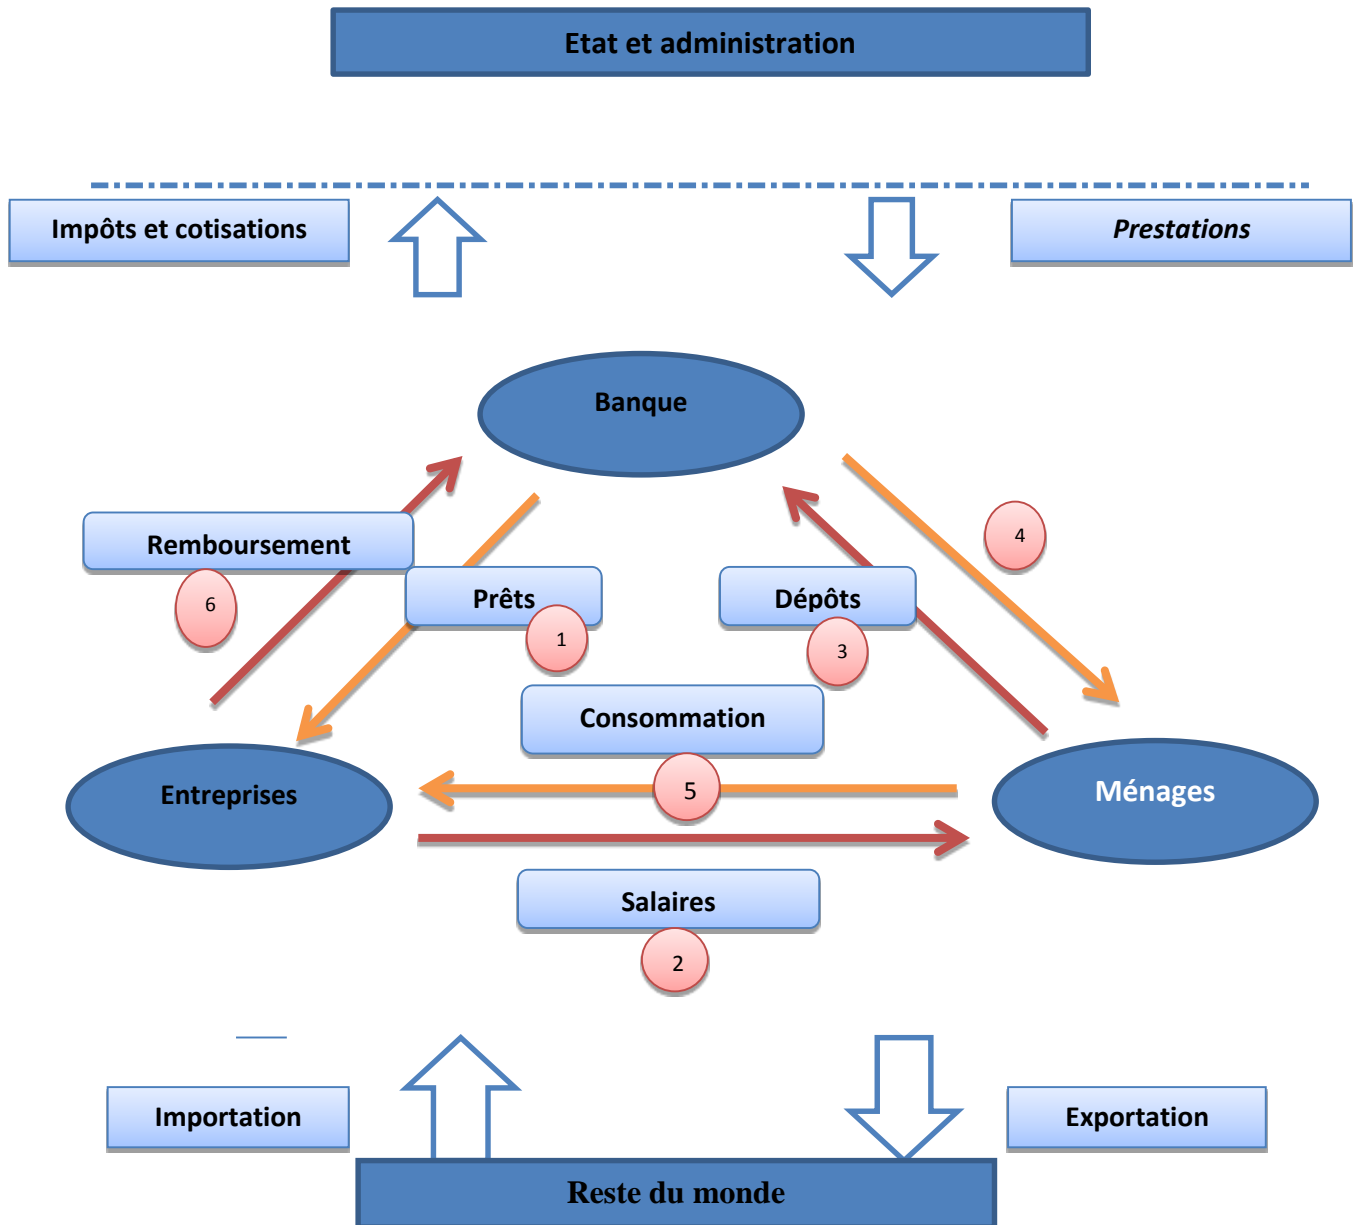 Etat et administration
Impôts et cotisations
Prestations
Banque
4
Remboursement
6
Prêts
1
Dépôts
3
Consommation
5
Entreprises
Ménages
Salaires
2
Importation
Exportation
Reste du monde